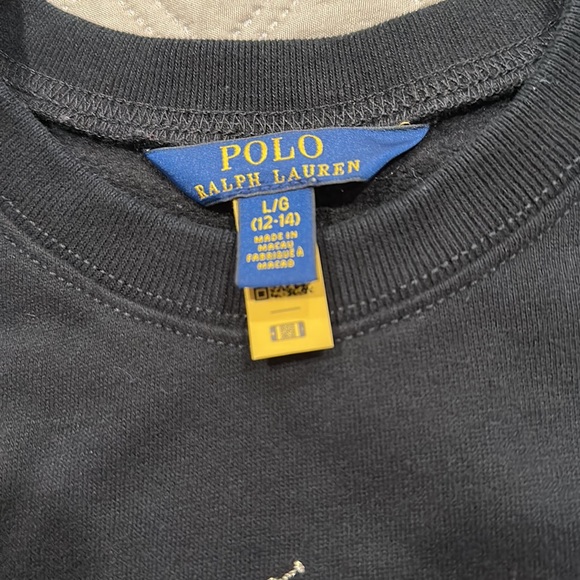 POLO
RALPH LAUREN
L/G
(12-14)
MADE IN
MACAU
FABRIQUÉ À
MACAO